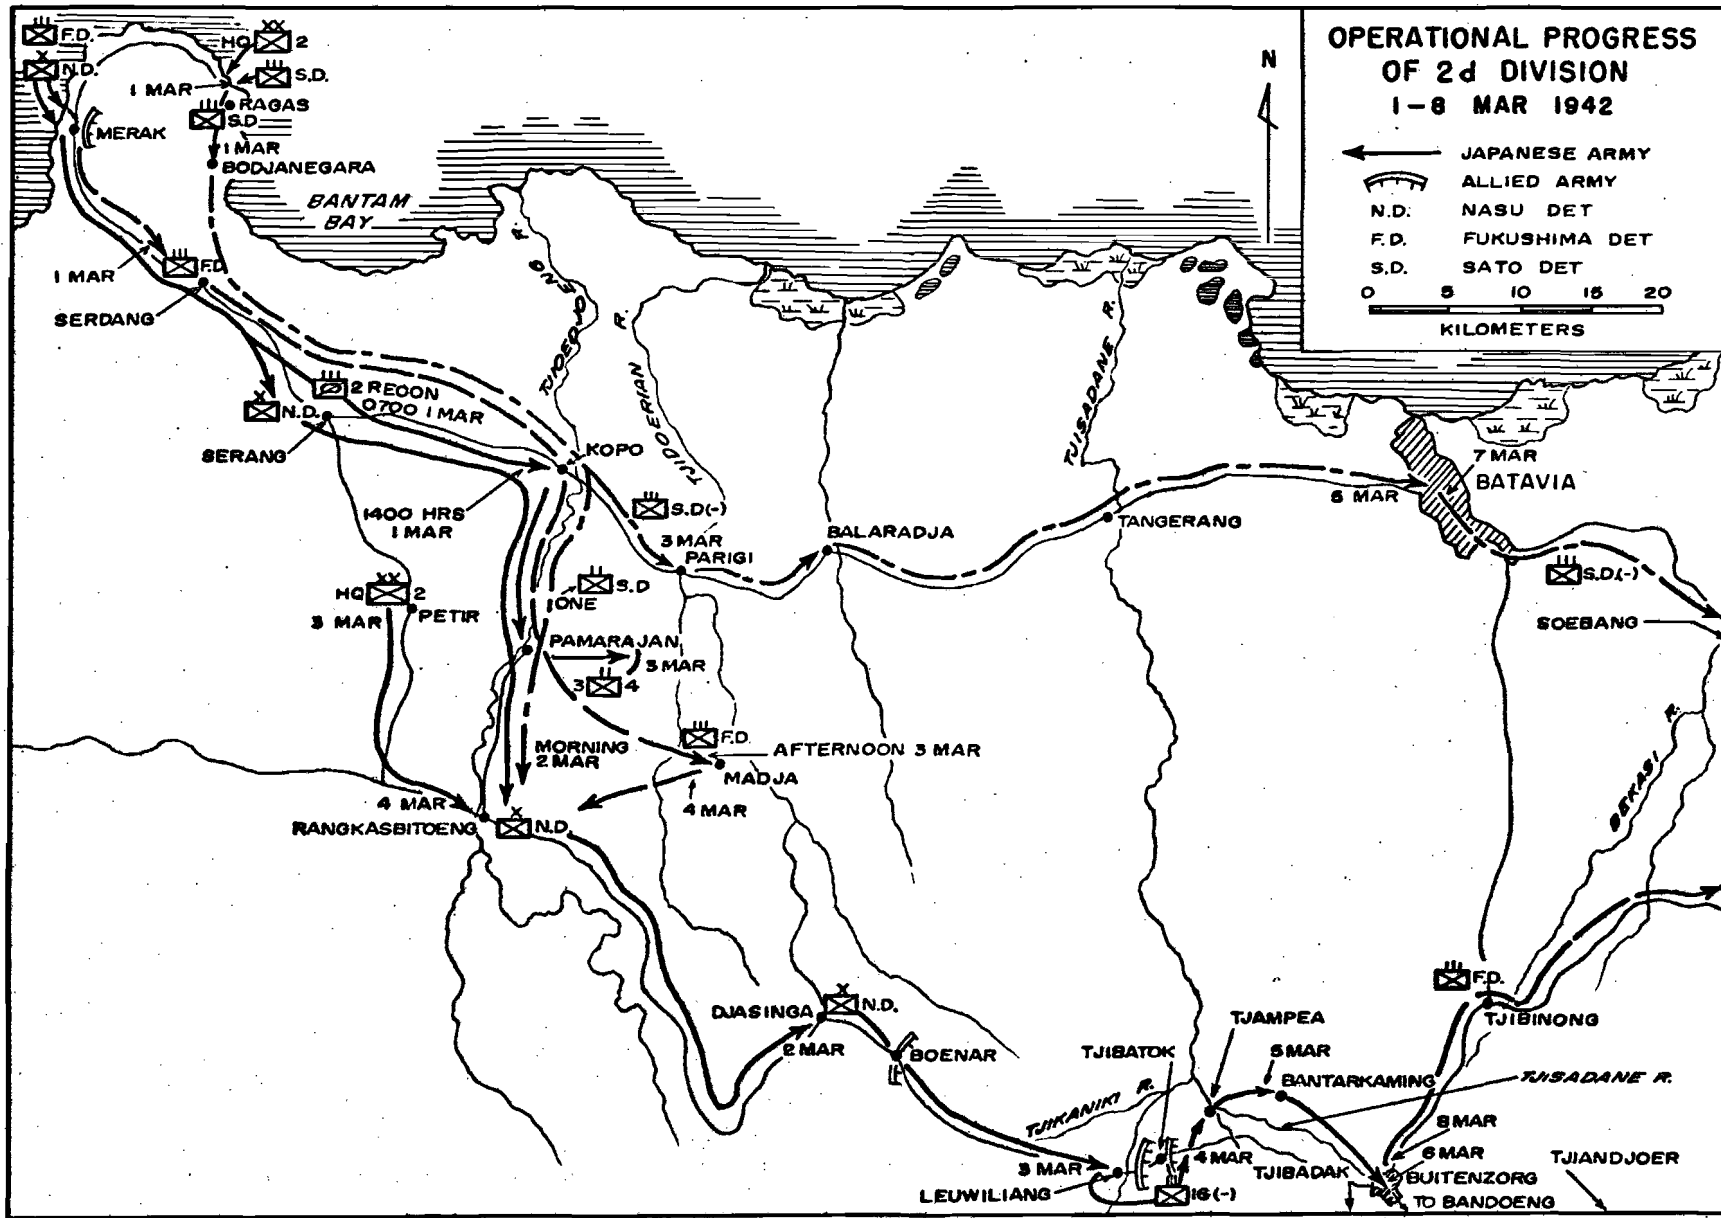 OPERATIONAL PROGRESS
OF 2d DIVISION
1-8 MAR 1942
JAPANESE ARMY
ALLIED ARMY
N.D. NASU DET
F.D. FUKUSHIMA DET
S.D. SATO DET
0 5 10 15 20
KILOMETERS
N
F.D.
N.D.
HQ 2
S.D.
1 MAR
RAGAS
S.D
MERAK
1 MAR
BODJANEGARA
BANTAM
BAY
1 MAR
F.D.
SERDANG
2 RECON
0700 1 MAR
N.D.
SERANG
KOPO
1400 HRS
1 MAR
TJIOEDJOENG R.
TJIDOERIAN R.
TJISADANE R.
S.D(-)
3 MAR
PARIGI
BALARADJA
TANGERANG
6 MAR
7 MAR
BATAVIA
S.D.(-)
SOEBANG
HQ 2
3 MAR
PETIR
ONE
S.D
PAMARAJAN
3 MAR
3 4
F.D.
AFTERNOON 3 MAR
MADJA
4 MAR
MORNING
2 MAR
4 MAR
RANGKASBITOENG
N.D.
BEKASI R.
DJASINGA
N.D.
2 MAR
BOENAR
TJIKANIKI R.
TJIBATOK
TJAMPEA
5 MAR
BANTARKAMING
TJISADANE R.
F.D.
TJIBINONG
3 MAR
LEUWILIANG
16(-)
4 MAR
TJIBADAK
8 MAR
6 MAR
BUITENZORG
TO BANDOENG
TJIANDJOER